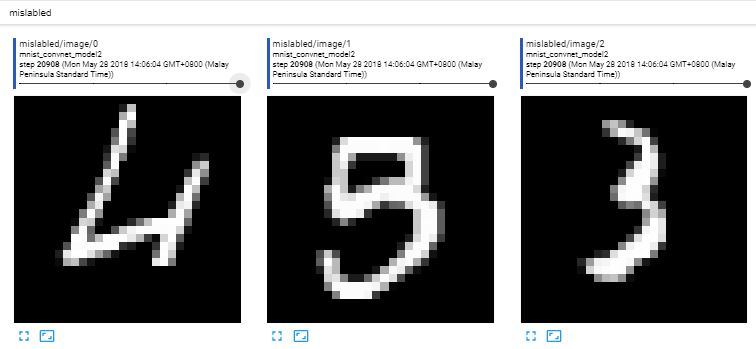 mislabled
mislabled/image/0
mnist_convnet_model2
step 20908 (Mon May 28 2018 14:06:04 GMT+0800 (Malay
Peninsula Standard Time))
mislabled/image/1
mnist_convnet_model2
step 20908 (Mon May 28 2018 14:06:04 GMT+0800 (Malay
Peninsula Standard Time))
mislabled/image/2
mnist_convnet_model2
step 20908 (Mon May 28 2018 14:06:04 GMT+0800 (Malay
Peninsula Standard Time))
4
5
3